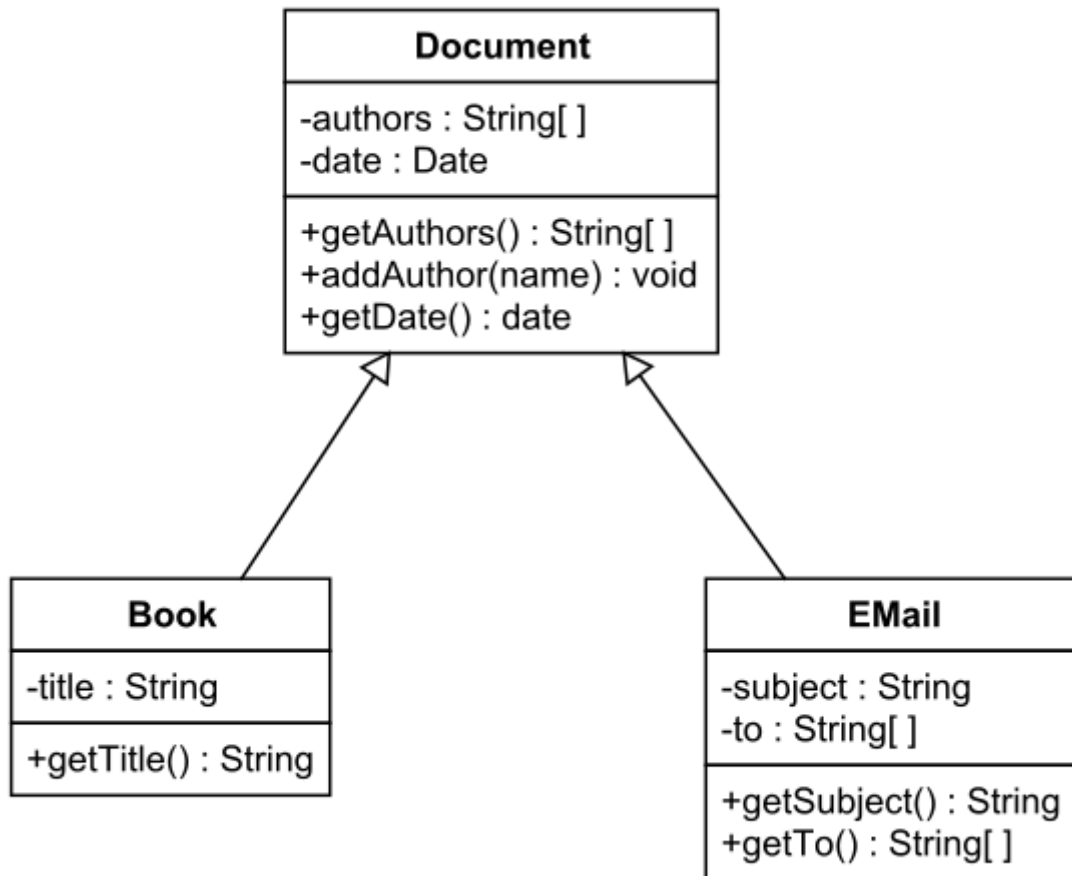 Document
-authors : String[ ]
-date : Date
+getAuthors() : String[ ]
+addAuthor(name) : void
+getDate() : date
Book
-title : String
+getTitle() : String
EMail
-subject : String
-to : String[ ]
+getSubject() : String
+getTo() : String[ ]